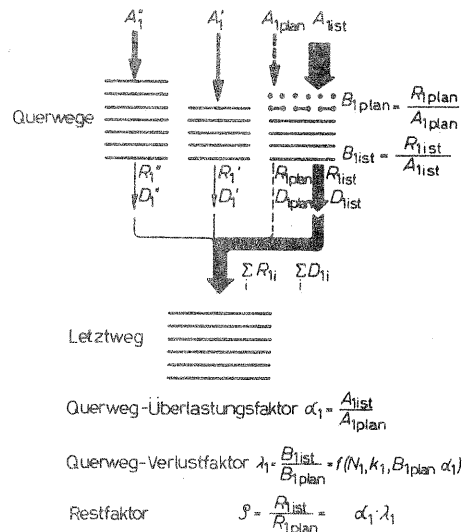 A₁" A₁' A₁plan A₁ist
B₁plan = R₁plan / A₁plan
Querwege
B₁ist = R₁ist / A₁ist
R₁" R₁' R₁plan R₁ist
D₁" D₁' D₁plan D₁ist
∑ᵢ R₁ᵢ ∑ᵢ D₁ᵢ
Letztweg
Querweg-Überlastungsfaktor α₁ = A₁ist / A₁plan
Querweg-Verlustfaktor λ₁ = B₁ist / B₁plan = f(N₁, k₁, B₁plan α₁)
Restfaktor ρ = R₁ist / R₁plan = α₁·λ₁